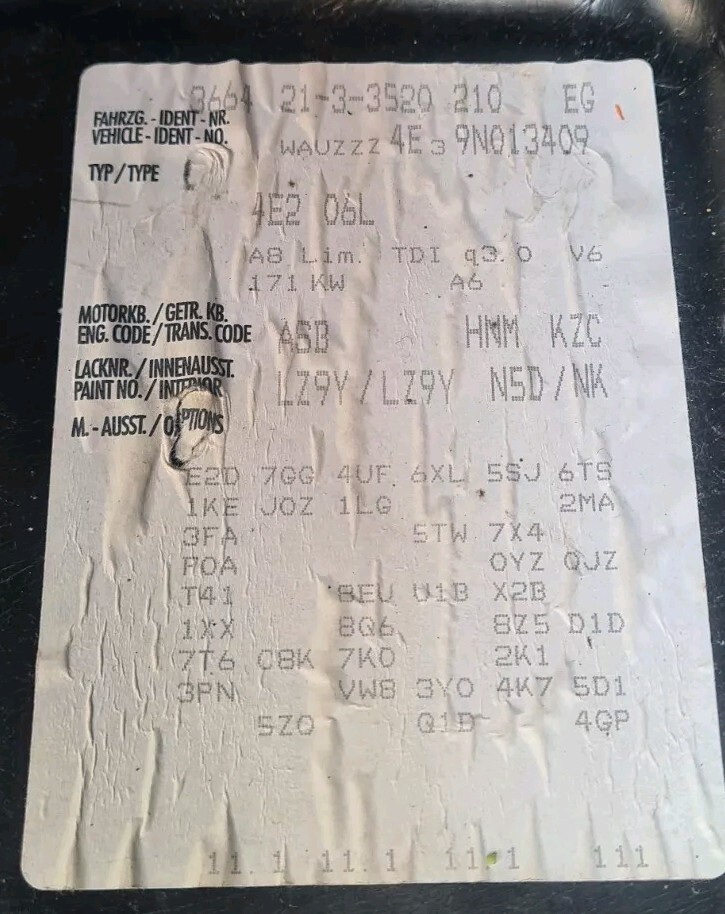 3664 21-3-3520 210 EG
FAHRZG. - IDENT - NR.
VEHICLE - IDENT - NO.
WAUZZZ 4E3 9N013409
TYP / TYPE
4E2 06L
A8 Lim. TDI q3.0 V6
171 KW A6
MOTORKB. / GETR. KB.
ENG. CODE / TRANS. CODE
ASB HNM KZC
LACKNR. / INNENAUSST.
PAINT NO. / INTERIOR
LZ9Y/LZ9Y N5D/NK
M. - AUSST. / OPTIONS
E2D 7GG 4UF 6XL 5SJ 6TS
1KE J0Z 1LG 2MA
3FA 5TW 7X4
F0A 0YZ QJZ
T41 8EU U1B X2B
1XX 8Q6 8Z5 D1D
7T6 C8K 7K0 2K1
3PN VW8 3Y0 4K7 5D1
5Z0 Q1D 4GP
11.1 11.1 11.1 111